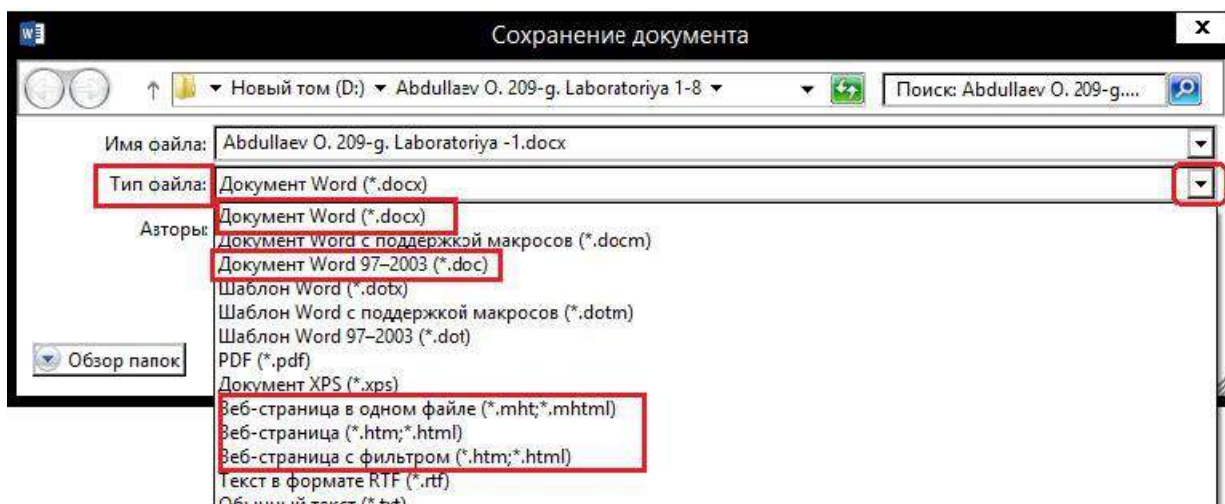 Сохранение документа
Новый том (D:) Abdullaev O. 209-g. Laboratoriya 1-8
Поиск: Abdullaev O. 209-g....
Имя файла: Abdullaev O. 209-g. Laboratoriya -1.docx
Тип файла: Документ Word (*.docx)
Авторы:
Документ Word (*.docx)
Документ Word с поддержкой макросов (*.docm)
Документ Word 97–2003 (*.doc)
Шаблон Word (*.dotx)
Шаблон Word с поддержкой макросов (*.dotm)
Шаблон Word 97–2003 (*.dot)
PDF (*.pdf)
Документ XPS (*.xps)
Веб-страница в одном файле (*.mht;*.mhtml)
Веб-страница (*.htm;*.html)
Веб-страница с фильтром (*.htm;*.html)
Текст в формате RTF (*.rtf)
Обычный текст (*.txt)
Обзор папок